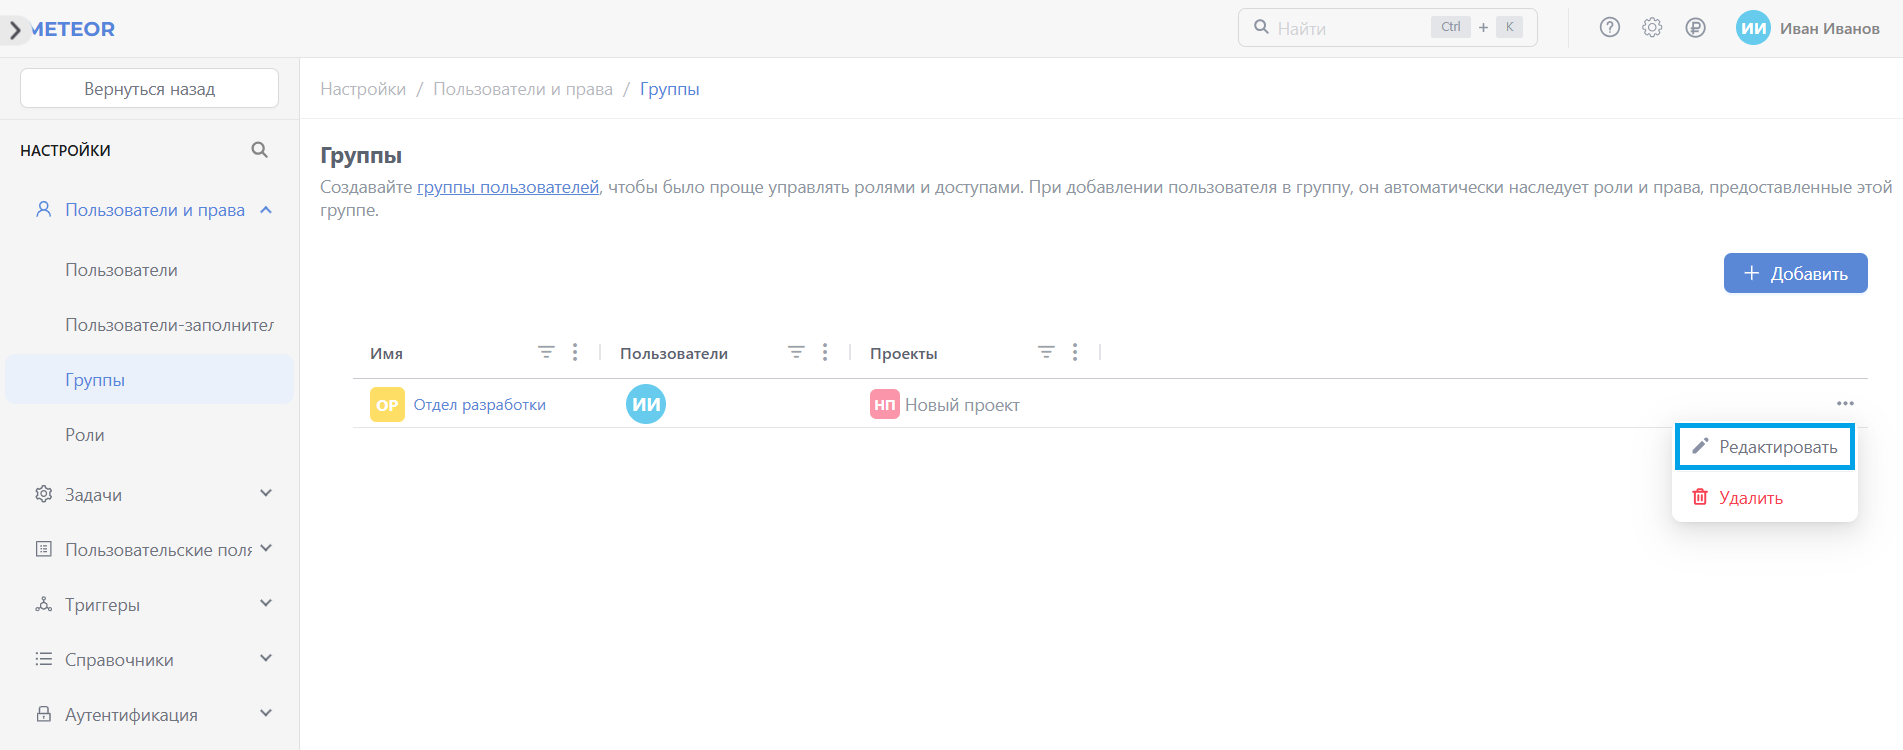 METEOR
Найти
Ctrl + K
ИИ
Иван Иванов
Вернуться назад
НАСТРОЙКИ
Пользователи и права
Пользователи
Пользователи-заполнител
Группы
Роли
Задачи
Пользовательские поля
Триггеры
Справочники
Аутентификация
Настройки / Пользователи и права / Группы
Группы
Создавайте группы пользователей, чтобы было проще управлять ролями и доступами. При добавлении пользователя в группу, он автоматически наследует роли и права, предоставленные этой
группе.
+ Добавить
Имя Пользователи Проекты
ОР Отдел разработки ИИ НП Новый проект
Редактировать
Удалить